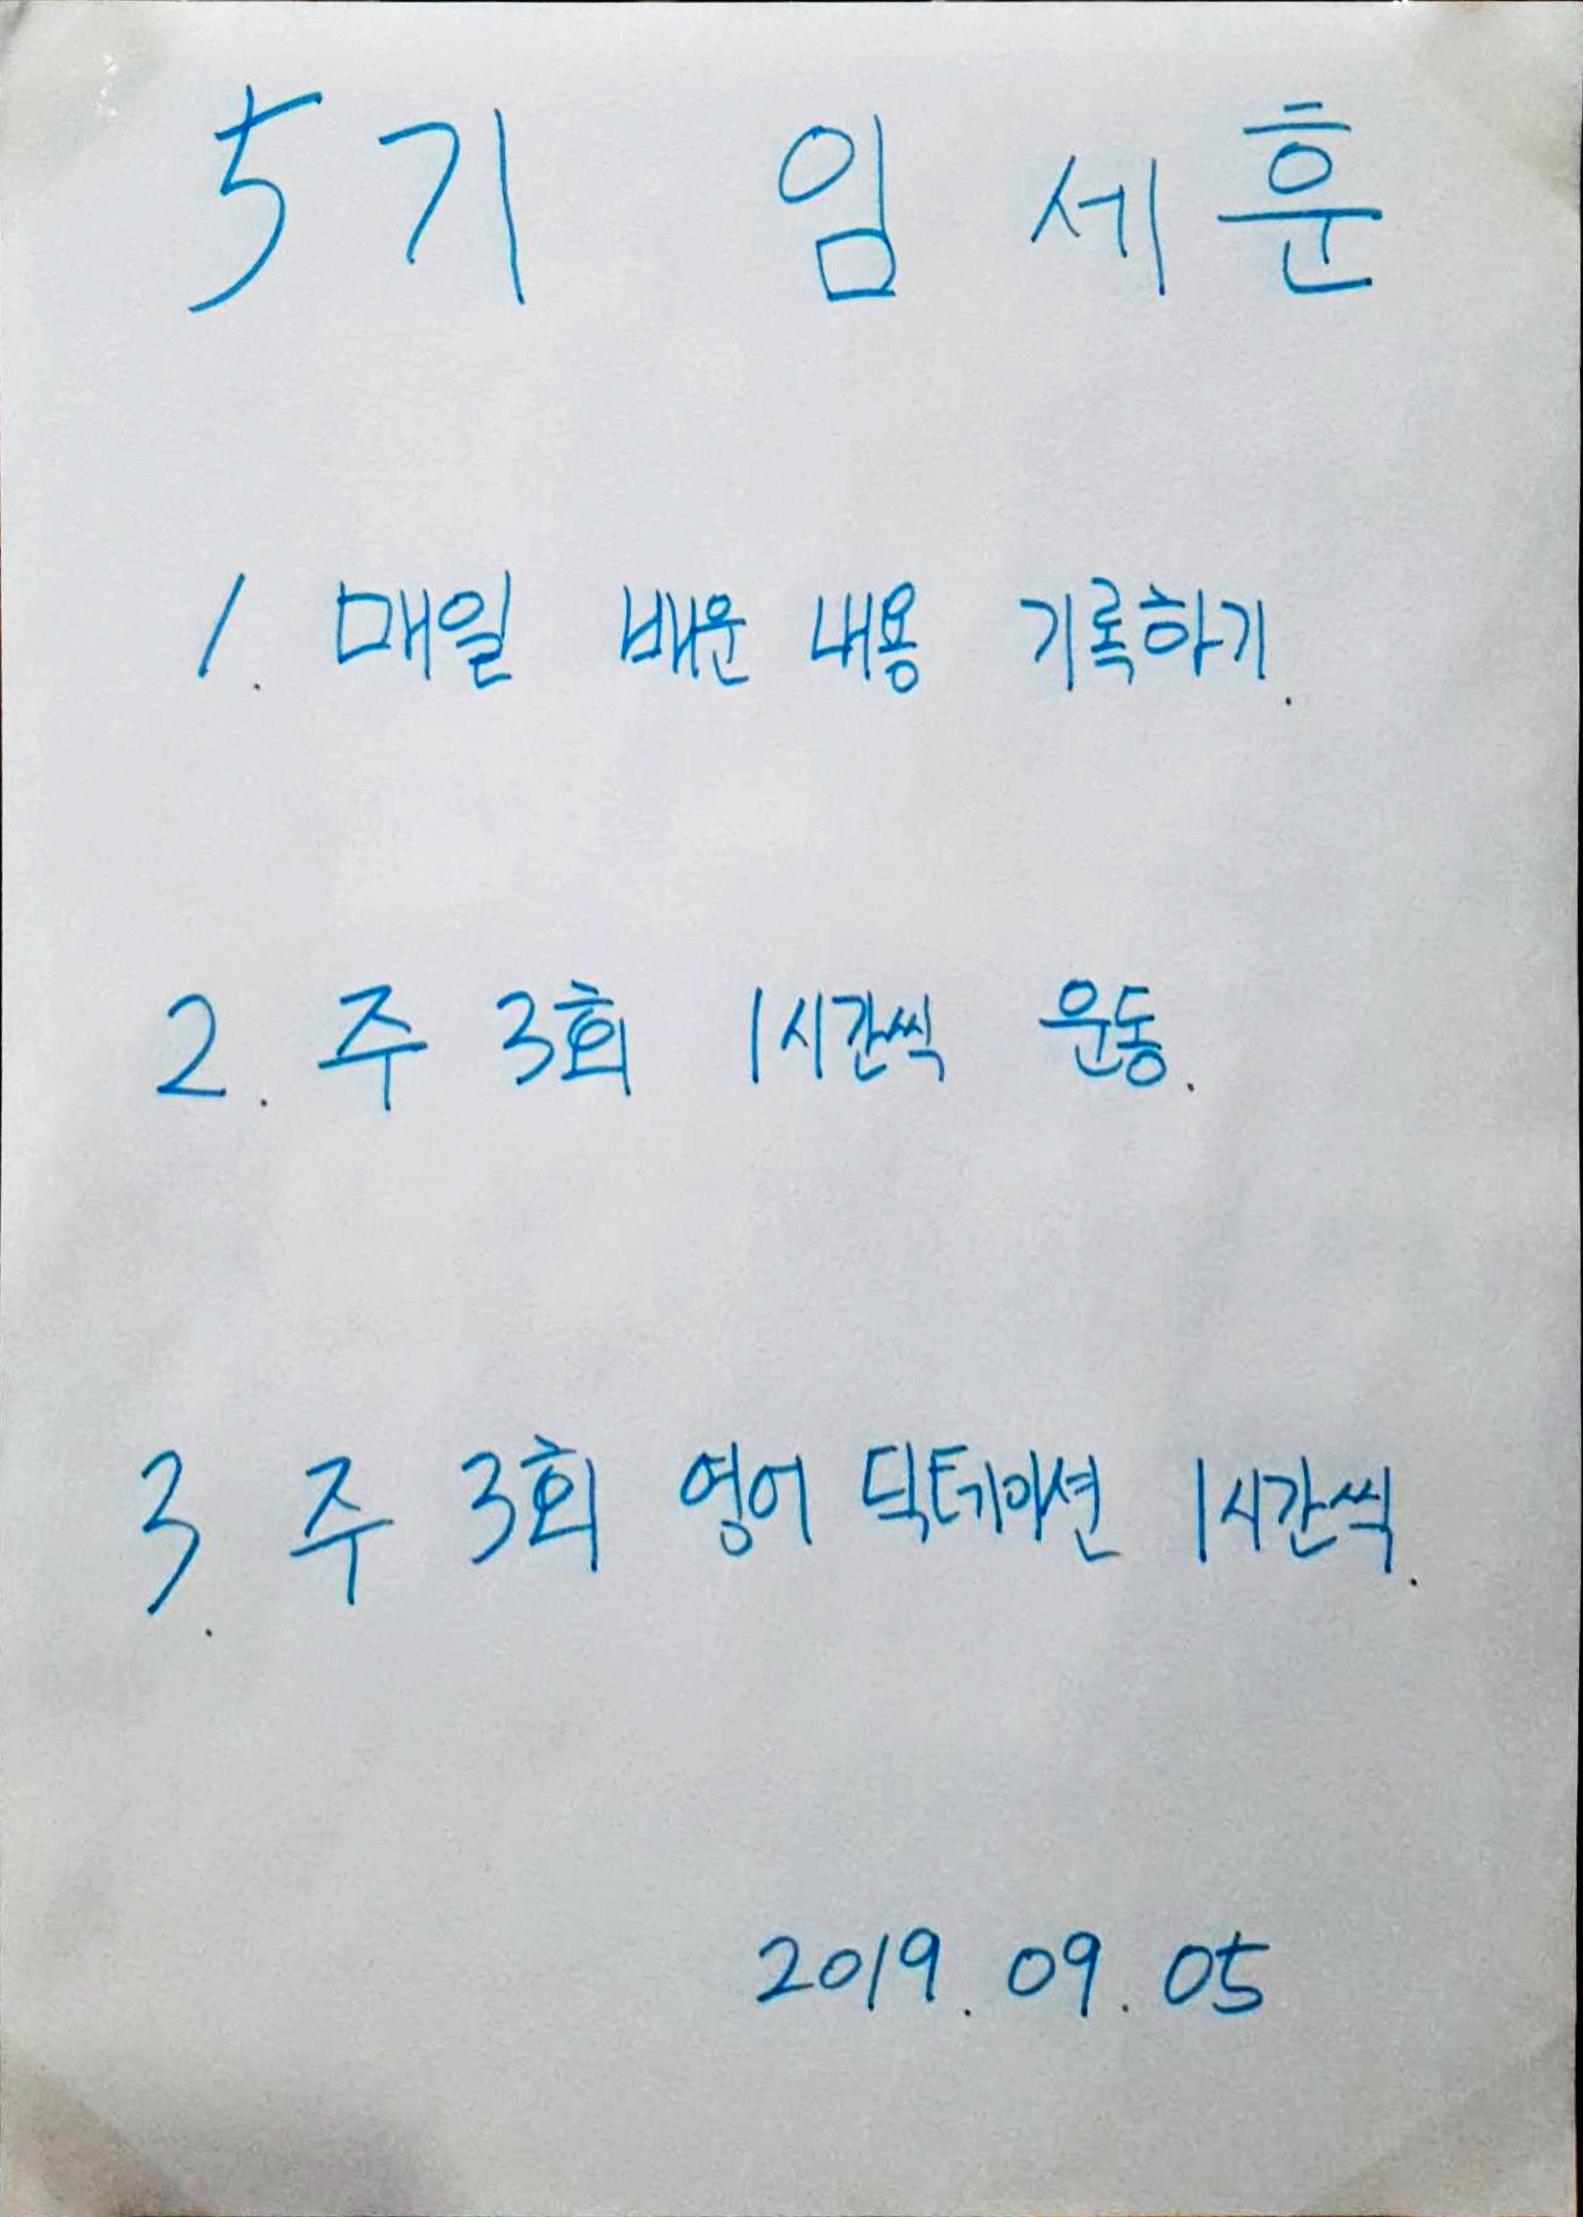 5기 임세훈
1. 매일 배운 내용 기록하기.
2. 주 3회 1시간씩 운동.
3. 주 3회 영어 딕테이션 1시간씩.
2019. 09. 05